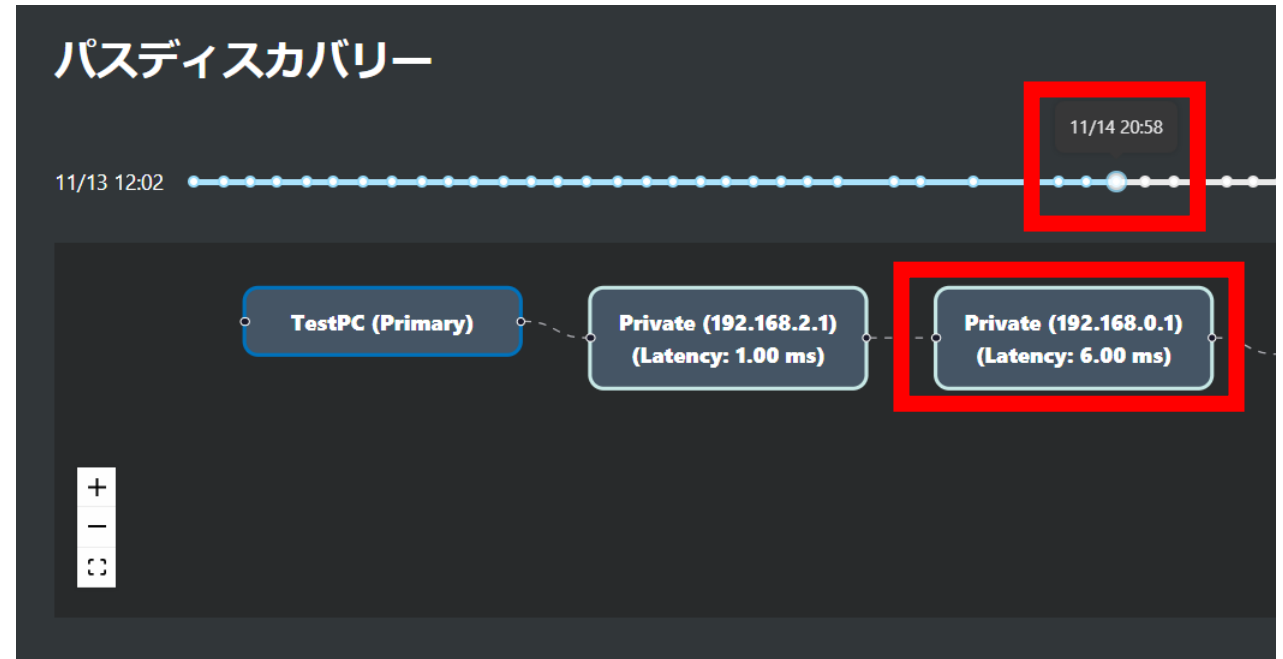 パスディスカバリー
11/14 20:58
11/13 12:02
TestPC (Primary)
Private (192.168.2.1)
(Latency: 1.00 ms)
Private (192.168.0.1)
(Latency: 6.00 ms)